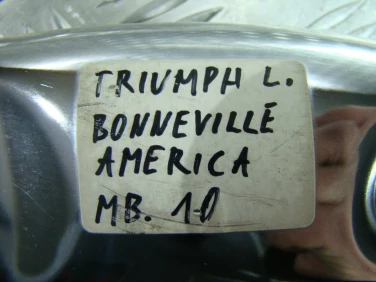 TRIUMPH L.
BONNEVILLE
AMERICA
MB. 10